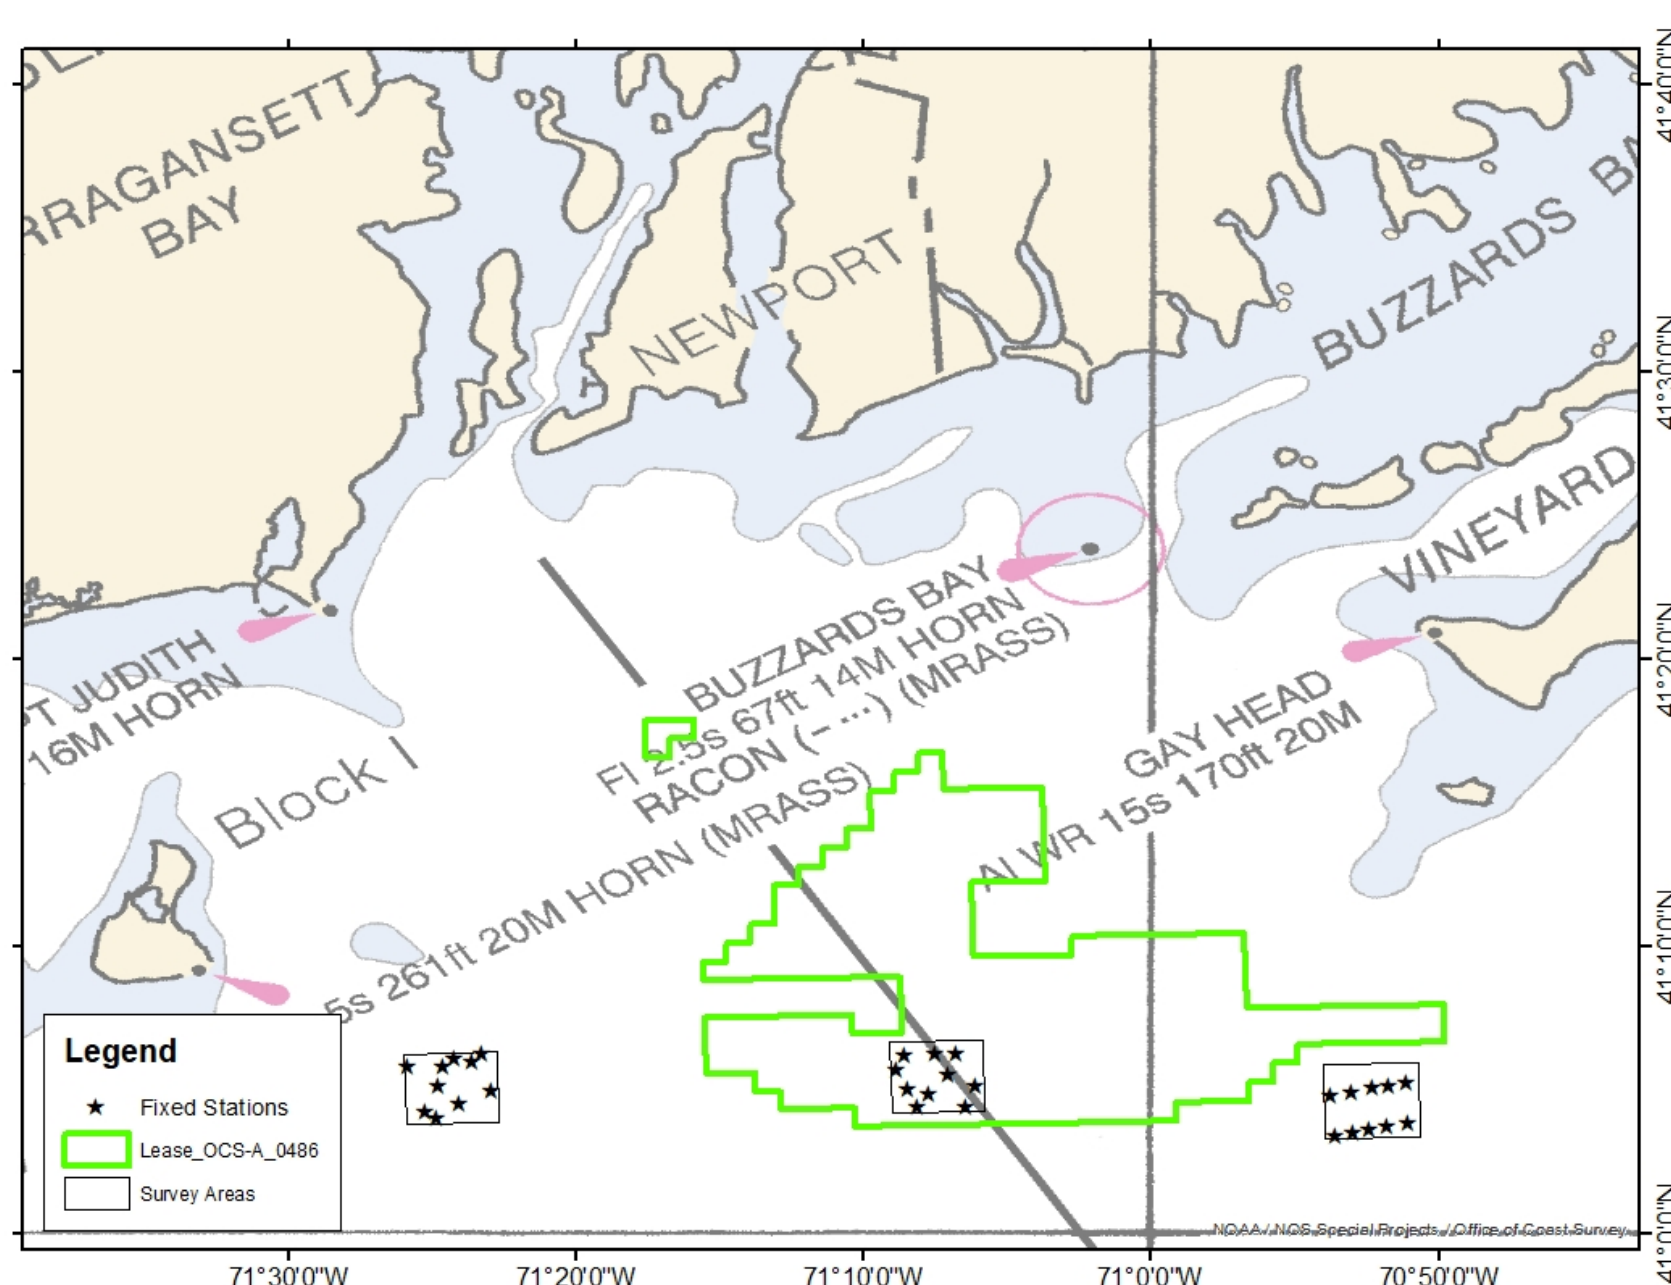 RRAGANSETT
BAY
NEWPORT
BUZZARDS
VINEYARD
PT JUDITH
16M HORN
Block I
BUZZARDS BAY
Fl 2.5s 67ft 14M HORN
RACON (– ···) (MRASS)
5s 261ft 20M HORN (MRASS)
GAY HEAD
Al WR 15s 170ft 20M
Legend
Fixed Stations
Lease_OCS-A_0486
Survey Areas
NOAA / NOS Special Projects / Office of Coast Survey
41°40'0"N
41°30'0"N
41°20'0"N
41°10'0"N
41°0'0"N
71°30'0"W
71°20'0"W
71°10'0"W
71°0'0"W
70°50'0"W